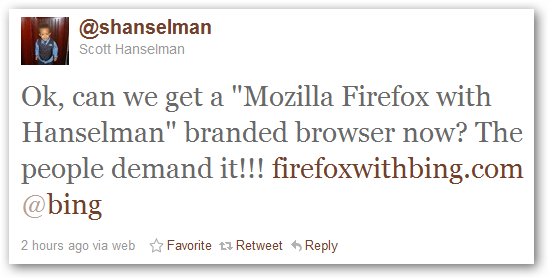 @shanselman
Scott Hanselman
Ok, can we get a "Mozilla Firefox with
Hanselman" branded browser now? The
people demand it!!! firefoxwithbing.com
@bing
2 hours ago via web Favorite Retweet Reply